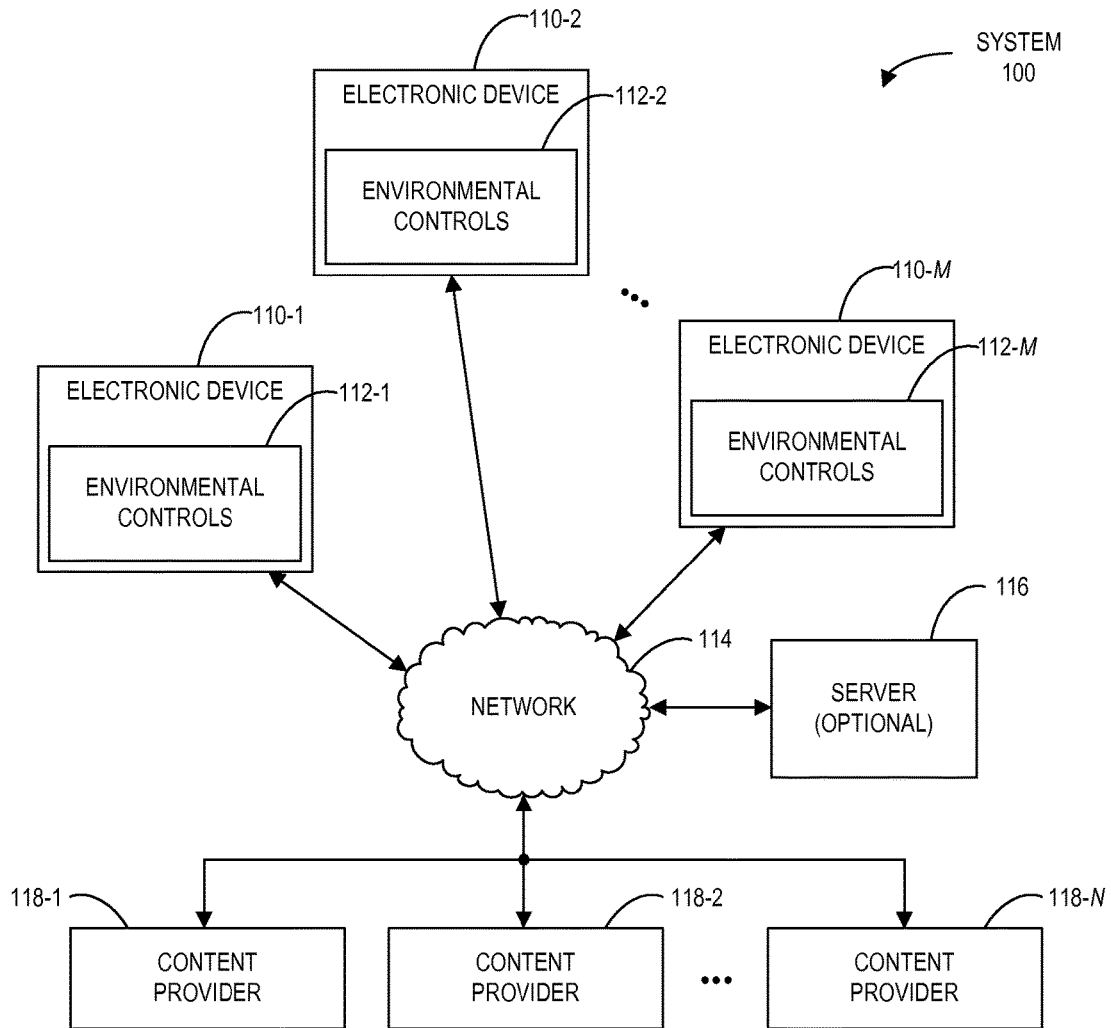 110-2
SYSTEM
100
ELECTRONIC DEVICE
112-2
ENVIRONMENTAL
CONTROLS
110-M
ELECTRONIC DEVICE
112-M
ENVIRONMENTAL
CONTROLS
110-1
ELECTRONIC DEVICE
112-1
ENVIRONMENTAL
CONTROLS
114
NETWORK
116
SERVER
(OPTIONAL)
118-1
CONTENT
PROVIDER
118-2
CONTENT
PROVIDER
118-N
CONTENT
PROVIDER